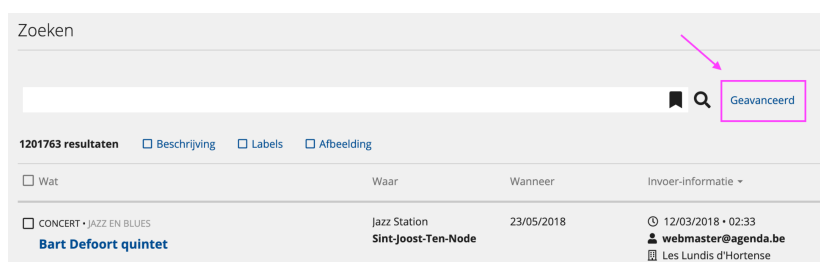 Zoeken
Geavanceerd
1201763 resultaten Beschrijving Labels Afbeelding
Wat Waar Wanneer Invoer-informatie
CONCERT • JAZZ EN BLUES Jazz Station 23/05/2018 12/03/2018 • 02:33
Bart Defoort quintet Sint-Joost-Ten-Node webmaster@agenda.be
Les Lundis d'Hortense